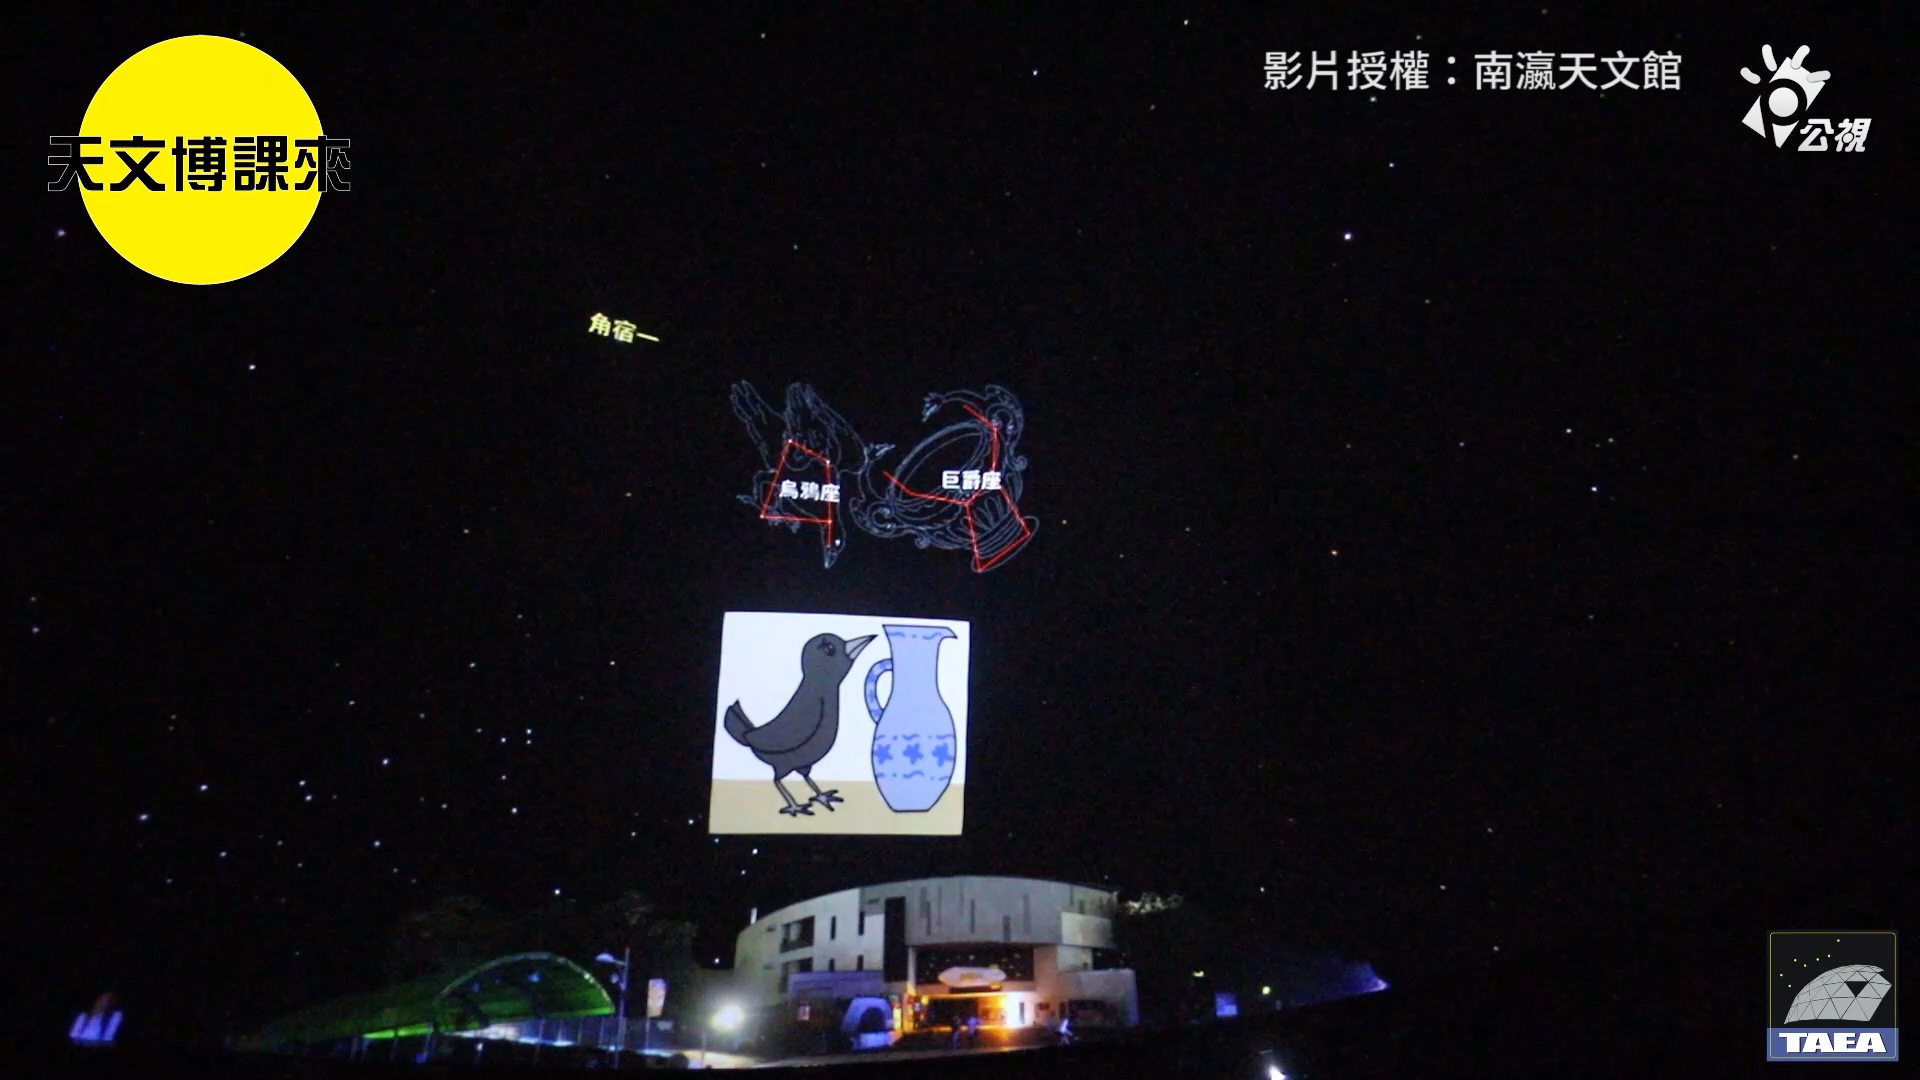 天文博課來
影片授權：南瀛天文館
公視
角宿一
烏鴉座
巨爵座
TAEA